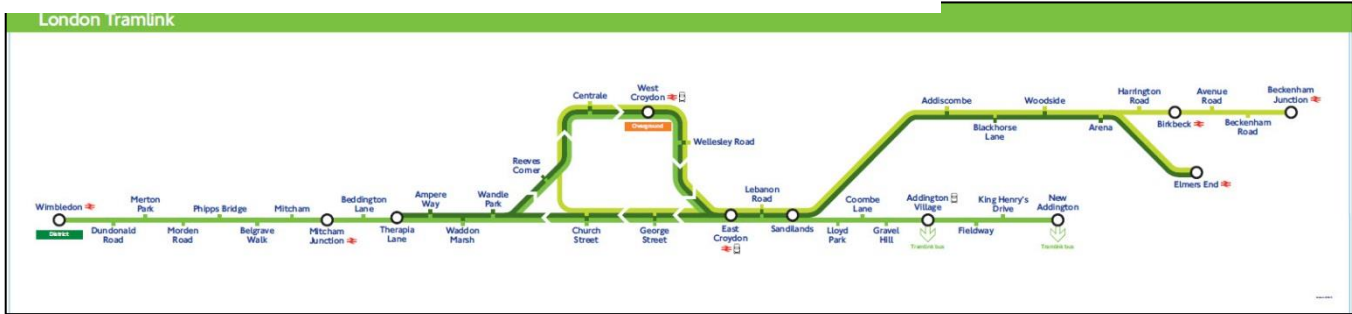 London Tramlink
Centrale
West
Croydon
Overground
Wellesley Road
Reeves
Corner
Addiscombe
Woodside
Harrington
Road
Avenue
Road
Beckenham
Junction
Blackhorse
Lane
Arena
Birkbeck
Beckenham
Road
Elmers End
Wimbledon
District
Merton
Park
Phipps Bridge
Mitcham
Beddington
Lane
Ampere
Way
Wandle
Park
Dundonald
Road
Morden
Road
Belgrave
Walk
Mitcham
Junction
Therapia
Lane
Waddon
Marsh
Church
Street
George
Street
East
Croydon
Lebanon
Road
Sandilands
Lloyd
Park
Coombe
Lane
Gravel
Hill
Addington
Village
Tramlink bus
Fieldway
King Henry's
Drive
New
Addington
Tramlink bus